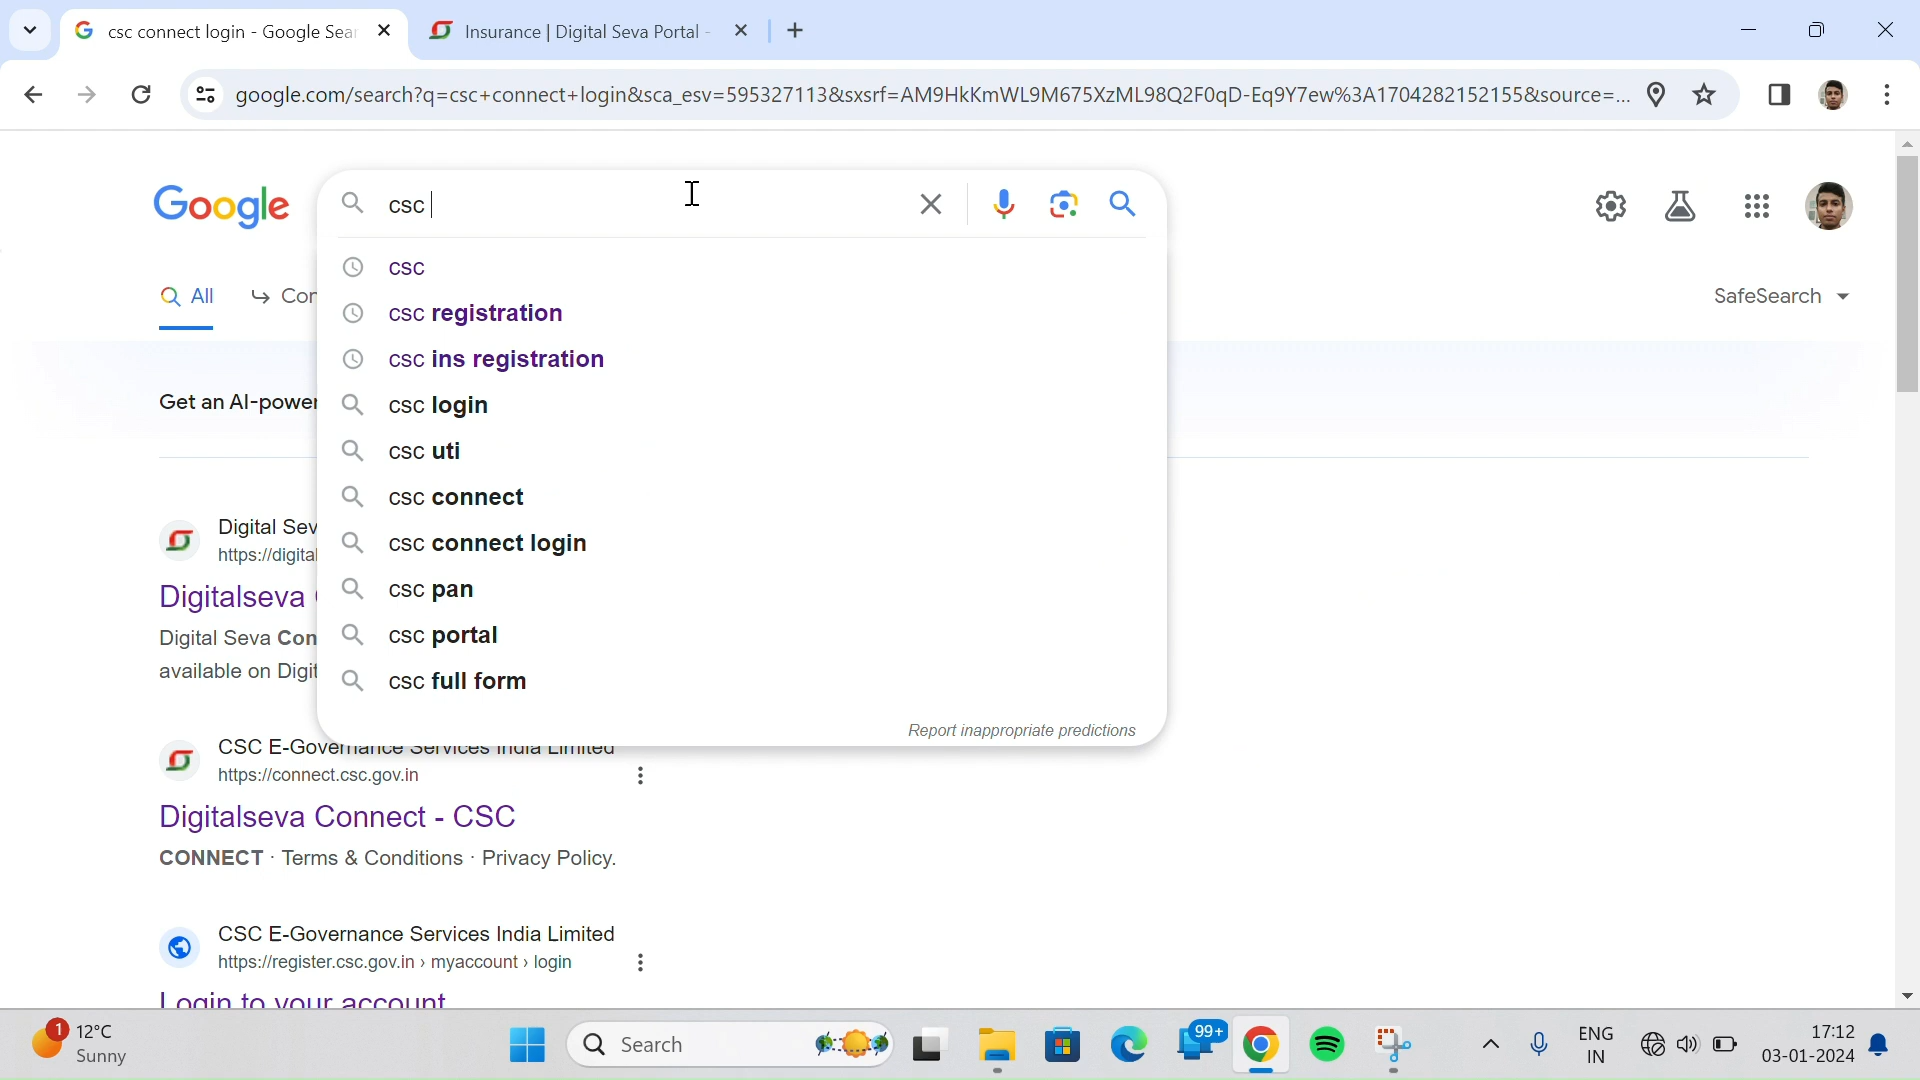 csc connect login - Google Sear
Insurance | Digital Seva Portal -
google.com/search?q=csc+connect+login&sca_esv=595327113&sxsrf=AM9HkKmWL9M675XzML98Q2F0qD-Eq9Y7ew%3A1704282152155&source=...
Google
csc
csc
csc registration
csc ins registration
csc login
csc uti
csc connect
csc connect login
csc pan
csc portal
csc full form
Report inappropriate predictions
All
Cor
SafeSearch
Get an AI-power
Digital Sev
https://digital
Digitalseva
Digital Seva Con
available on Digit
CSC E-Governance Services India Limited
https://connect.csc.gov.in
Digitalseva Connect - CSC
CONNECT · Terms & Conditions · Privacy Policy.
CSC E-Governance Services India Limited
https://register.csc.gov.in › myaccount › login
Login to your account
1
12°C
Sunny
Search
99+
ENG
IN
17:12
03-01-2024